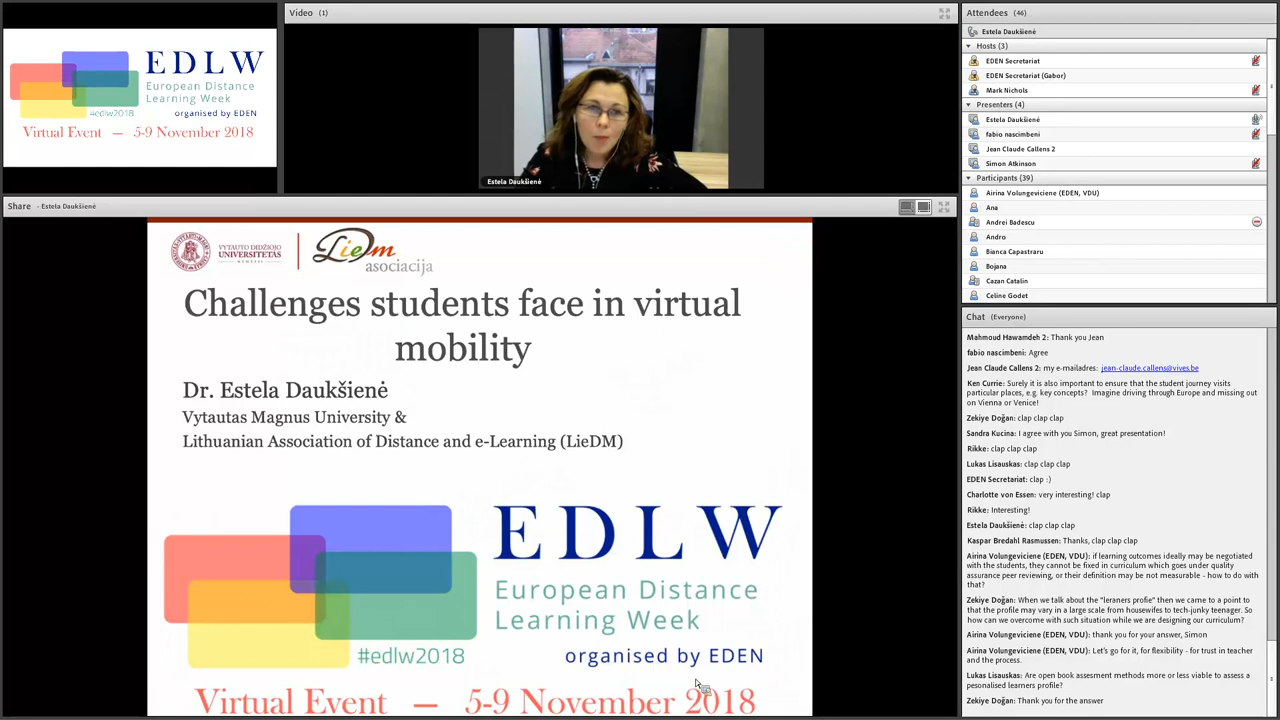 EDLW
European Distance
Learning Week
#edlw2018
organised by EDEN
Virtual Event — 5-9 November 2018
Video (1)
Estela Daukšienė
Share - Estela Daukšienė
VYTAUTO DIDŽIOJO
UNIVERSITETAS
LieDm
asociacija
Challenges students face in virtual
mobility
Dr. Estela Daukšienė
Vytautas Magnus University &
Lithuanian Association of Distance and e-Learning (LieDM)
EDLW
European Distance
Learning Week
#edlw2018
organised by EDEN
Virtual Event — 5-9 November 2018
Attendees (46)
Estela Daukšienė
Hosts (3)
EDEN Secretariat
EDEN Secretariat (Gabor)
Mark Nichols
Presenters (4)
Estela Daukšienė
fabio nascimbeni
Jean Claude Callens 2
Simon Atkinson
Participants (39)
Airina Volungeviciene (EDEN, VDU)
Ana
Andrei Badescu
Andro
Bianca Capastraru
Bojana
Cazan Catalin
Celine Godet
Chat (Everyone)
Mahmoud Hawamdeh 2: Thank you Jean
fabio nascimbeni: Agree
Jean Claude Callens 2: my e-mailadres: jean-claude.callens@vives.be
Ken Currie: Surely it is also important to ensure that the student journey visits
particular places, e.g. key concepts? Imagine driving through Europe and missing out
on Vienna or Venice!
Zekiye Doğan: clap clap clap
Sandra Kucina: I agree with you Simon, great presentation!
Rikke: clap clap clap
Lukas Lisauskas: clap clap clap
EDEN Secretariat: clap :)
Charlotte von Essen: very interesting! clap
Rikke: Interesting!
Estela Daukšienė: clap clap clap
Kaspar Bredahl Rasmussen: Thanks, clap clap clap
Airina Volungeviciene (EDEN, VDU): if learning outcomes ideally may be negotiated
with the students, they cannot be fixed in curriculum which goes under quality
assurance peer reviewing, or their definition may be not measurable - how to do with
that?
Zekiye Doğan: When we talk about the "leraners profie" then we came to a point to
that the profile may vary in a large scale from housewifes to tech-junky teenager. So
how can we overcome with such situation while we are designing our curriculum?
Airina Volungeviciene (EDEN, VDU): thank you for your answer, Simon
Airina Volungeviciene (EDEN, VDU): Let's go for it, for flexibility - for trust in teacher
and the process.
Lukas Lisauskas: Are open book assesment methods more or less viable to assess a
pesonalised learners profile?
Zekiye Doğan: Thank you for the answer